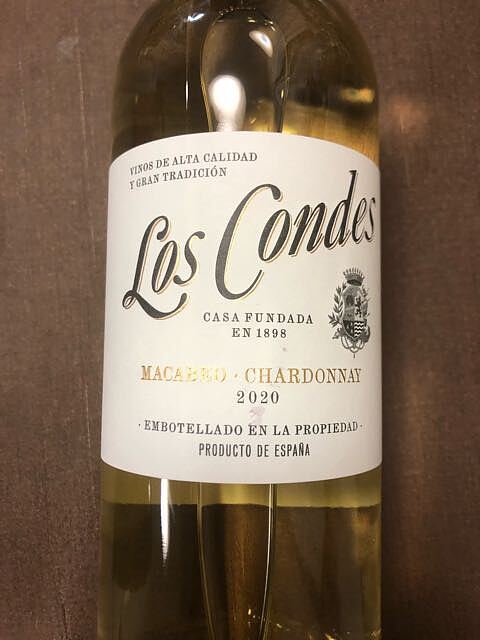 VINOS DE ALTA CALIDAD
Y GRAN TRADICIÓN
Los Condes
CASA FUNDADA
EN 1898
MACABEO · CHARDONNAY
2020
· EMBOTELLADO EN LA PROPIEDAD ·
PRODUCTO DE ESPAÑA